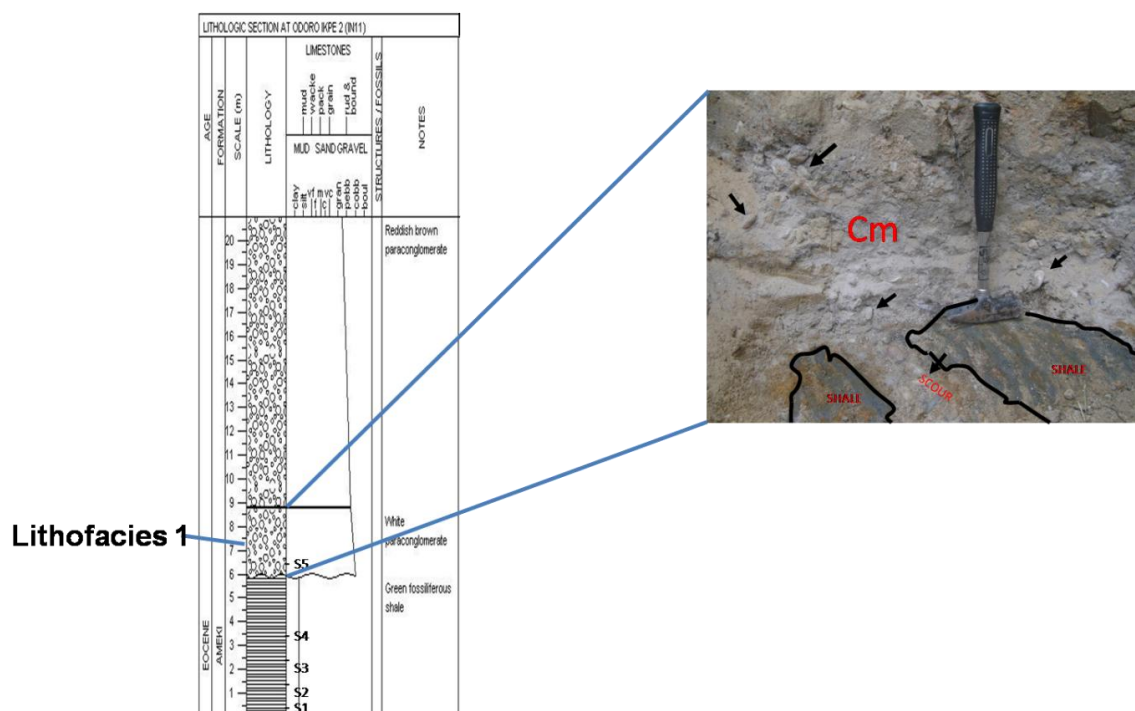 LITHOLOGIC SECTION AT ODORO IKPE 2 (IN11)
AGE
FORMATION
SCALE (m)
LITHOLOGY
LIMESTONES
mud
wacke
pack
grain
rud &
bound
MUD SAND GRAVEL
clay
silt
vf
f
m
c
vc
gran
pebb
cobb
boul
STRUCTURES / FOSSILS
NOTES
20
19
18
17
16
15
14
13
12
11
10
9
8
7
6
5
4
3
2
1
Reddish brown
paraconglomerate
White
paraconglomerate
Green fossiliferous
shale
S5
S4
S3
S2
S1
EOCENE
AMEKI
Lithofacies 1
Cm
SHALE
SCOUR
SHALE